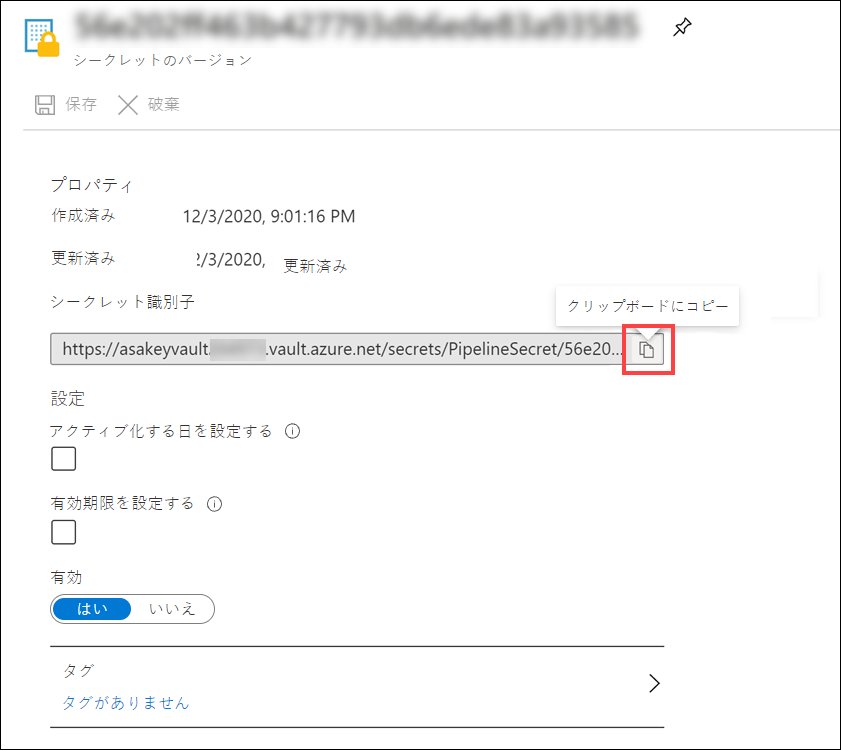 シークレットのバージョン
保存 破棄
プロパティ
作成済み 12/3/2020, 9:01:16 PM
更新済み 2/3/2020, 更新済み
シークレット識別子
クリップボードにコピー
https://asakeyvault. .vault.azure.net/secrets/PipelineSecret/56e20...
設定
アクティブ化する日を設定する
有効期限を設定する
有効
はい いいえ
タグ
タグがありません